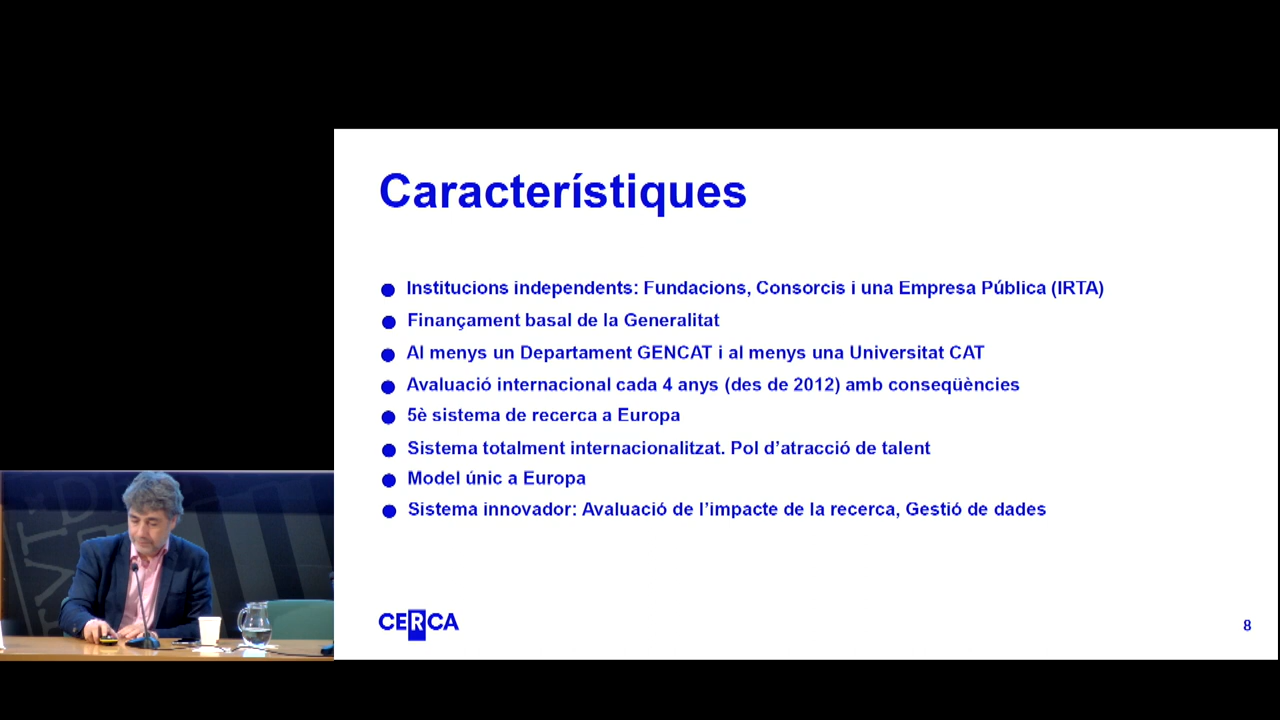 Característiques
Institucions independents: Fundacions, Consorcis i una Empresa Pública (IRTA)
Finançament basal de la Generalitat
Al menys un Departament GENCAT i al menys una Universitat CAT
Avaluació internacional cada 4 anys (des de 2012) amb conseqüències
5è sistema de recerca a Europa
Sistema totalment internacionalitzat. Pol d’atracció de talent
Model únic a Europa
Sistema innovador: Avaluació de l’impacte de la recerca, Gestió de dades
CERCA
8